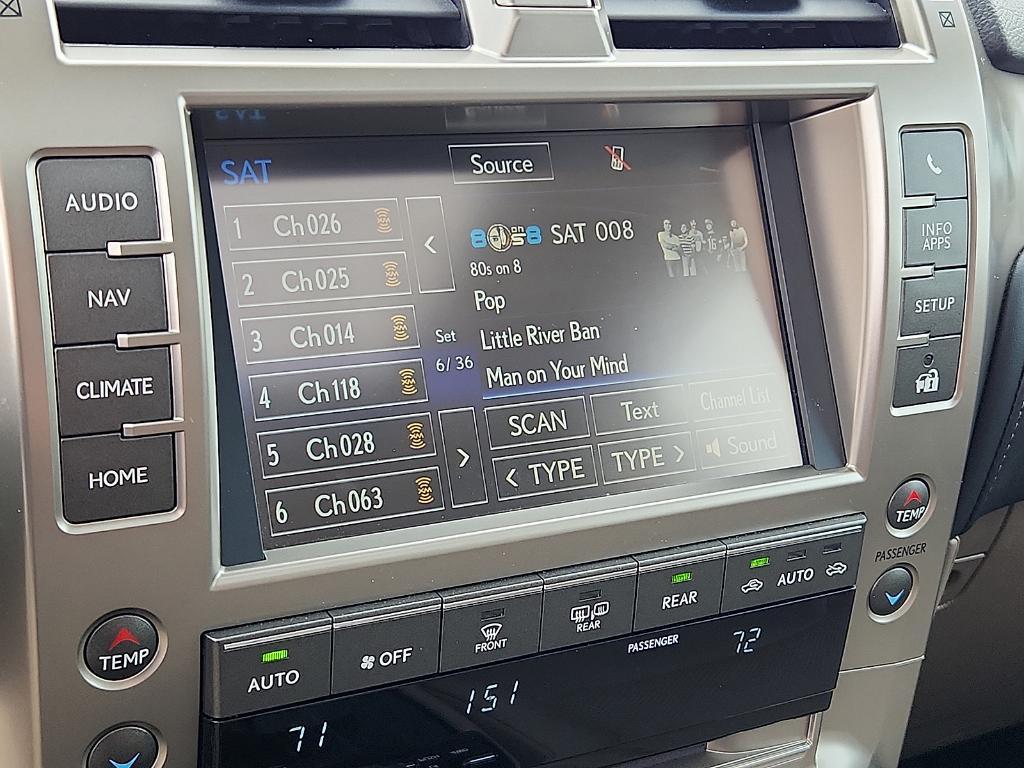 SAT
Source
1 Ch026
2 Ch025
3 Ch014
4 Ch118
5 Ch028
6 Ch063
<
>
Set
6/ 36
8 on 8 SAT 008
80s on 8
Pop
Little River Ban
Man on Your Mind
SCAN
Text
Channel List
< TYPE
TYPE >
Sound
AUDIO
NAV
CLIMATE
HOME
INFO
APPS
SETUP
TEMP
PASSENGER
TEMP
AUTO
OFF
FRONT
REAR
REAR
AUTO
PASSENGER
72
71
151